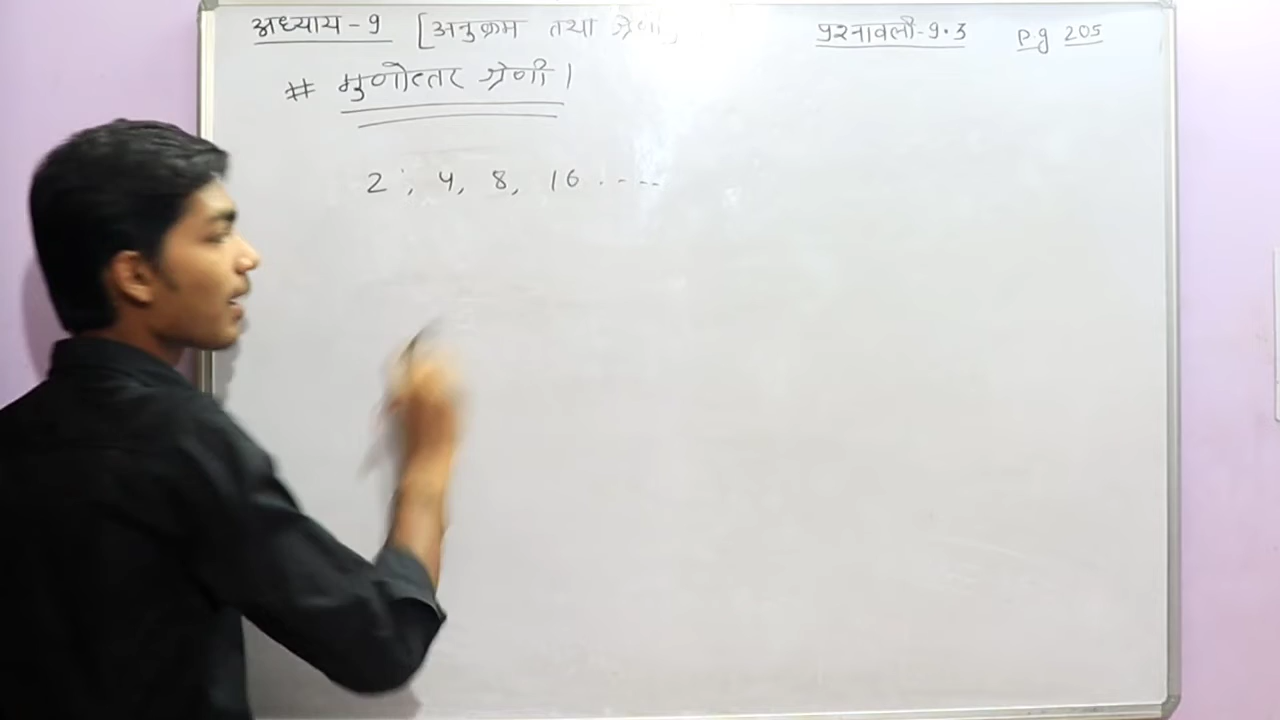 अध्याय-9 [अनुक्रम तथा श्रेणी] प्रश्नावली-9.3 Pg 205
# गुणोत्तर श्रेणी।
2, 4, 8, 16 .----